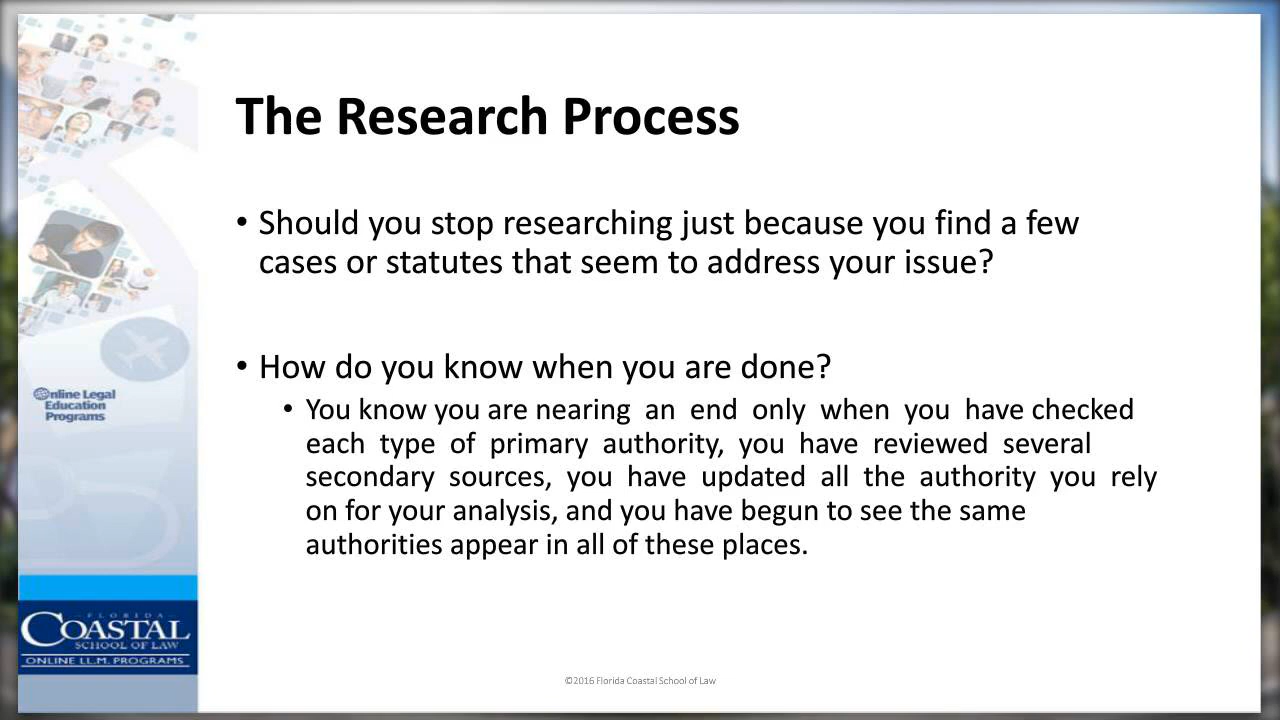 The Research Process
• Should you stop researching just because you find a few
cases or statutes that seem to address your issue?
• How do you know when you are done?
• You know you are nearing an end only when you have checked
each type of primary authority, you have reviewed several
secondary sources, you have updated all the authority you rely
on for your analysis, and you have begun to see the same
authorities appear in all of these places.
Online Legal
Education
Programs
FLORIDA
COASTAL
SCHOOL OF LAW
ONLINE LL.M. PROGRAMS
©2016 Florida Coastal School of Law